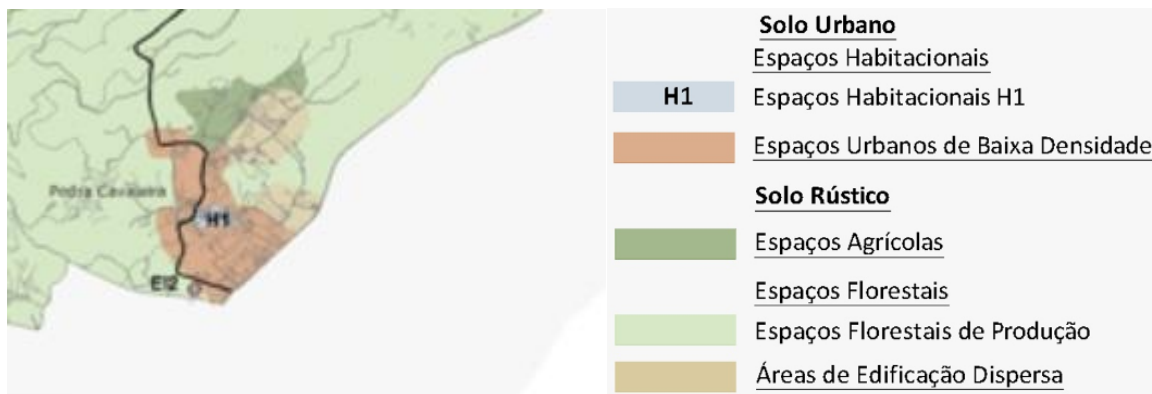 Pedra Cavaleira
H1
EI2
Solo Urbano
Espaços Habitacionais
H1 Espaços Habitacionais H1
Espaços Urbanos de Baixa Densidade
Solo Rústico
Espaços Agrícolas
Espaços Florestais
Espaços Florestais de Produção
Áreas de Edificação Dispersa